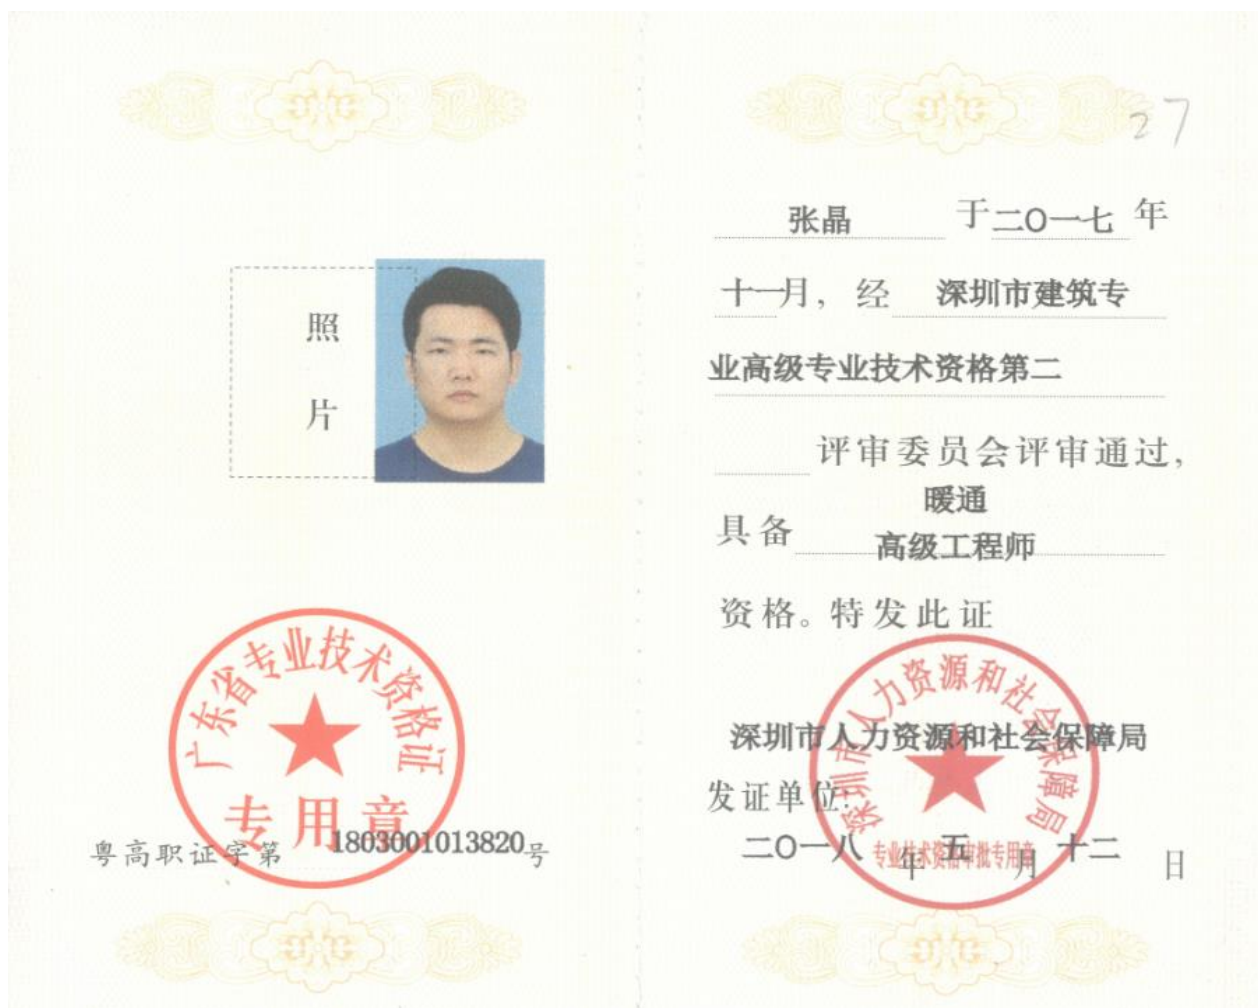 照
片
广东省专业技术资格证
专用章
粤高职证字第 1803001013820号
27
张晶 于二〇一七 年
十一月，经 深圳市建筑专
业高级专业技术资格第二
评审委员会评审通过，
暖通
具备 高级工程师
资格。特发此证
深圳市人力资源和社会保障局
深圳市人力资源和社会保障局
发证单位：
专业技术资格审批专用章
二〇一八 年 五 月 十二 日